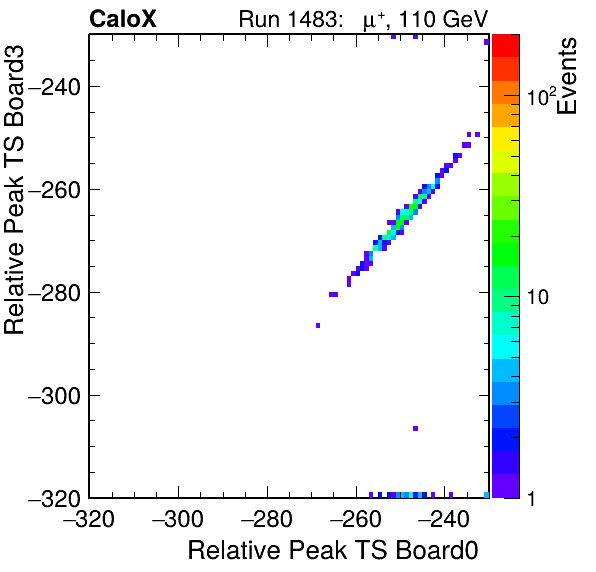 CaloX Run 1483: μ⁺, 110 GeV
Relative Peak TS Board3
−240
−260
−280
−300
−320
−320 −300 −280 −260 −240
Relative Peak TS Board0
Events
10²
10
1